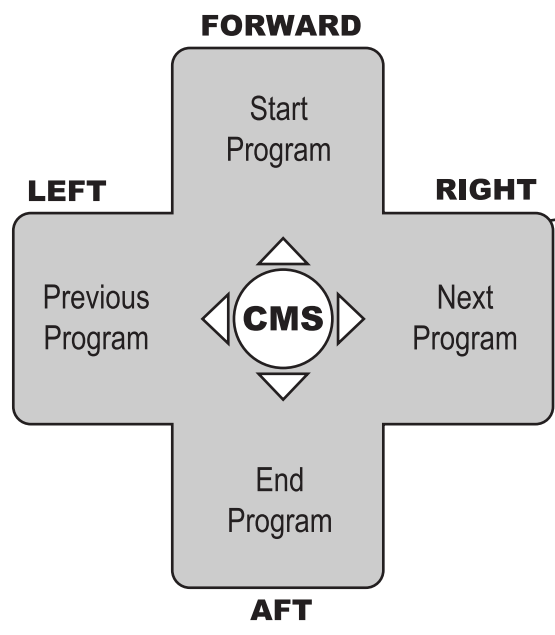 FORWARD
Start
Program
LEFT
RIGHT
Previous
Program
CMS
Next
Program
End
Program
AFT